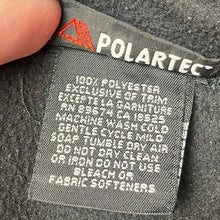 POLARTEC
100% POLYESTER
EXCLUSIVE OF TRIM
EXCEPTE LA GARNITURE
RN 89674 CA 18525
MACHINE WASH COLD
GENTLE CYCLE MILD
SOAP TUMBLE DRY AIR
DO NOT DRY CLEAN
OR IRON DO NOT USE
BLEACH OR
FABRIC SOFTENERS